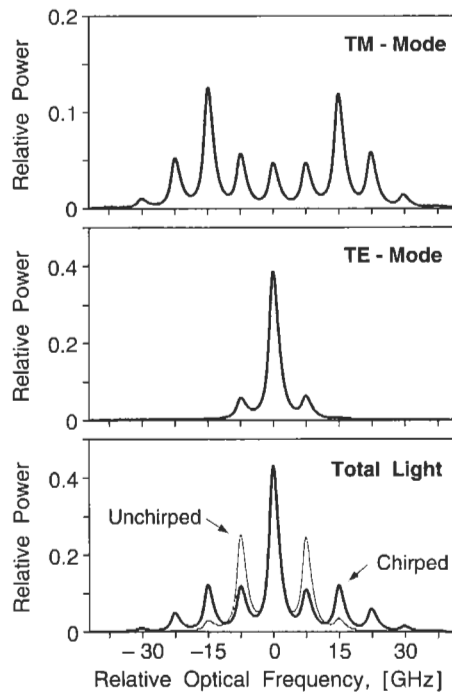 TM - Mode
0.2
0.1
0
Relative Power
TE - Mode
0.4
0.2
0
Relative Power
Total Light
0.4
0.2
0
Relative Power
Unchirped
Chirped
-30 -15 0 15 30
Relative Optical Frequency, [GHz]